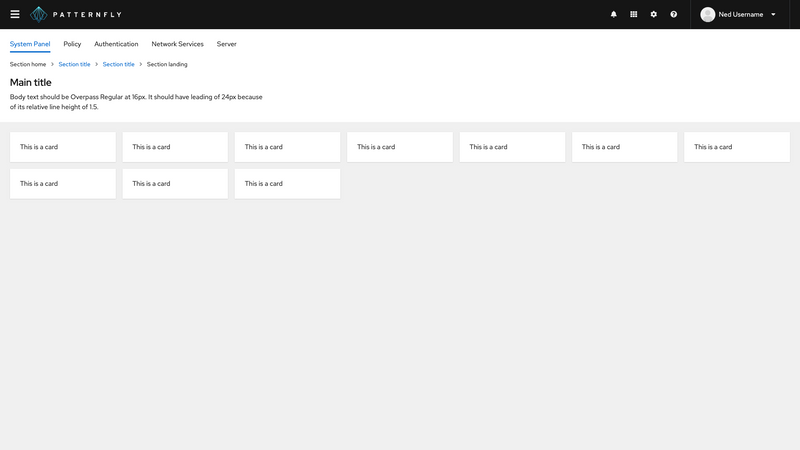 PATTERNFLY
Ned Username
System Panel Policy Authentication Network Services Server
Section home Section title Section title Section landing
Main title
Body text should be Overpass Regular at 16px. It should have leading of 24px because
of its relative line height of 1.5.
This is a card This is a card This is a card This is a card This is a card This is a card This is a card
This is a card This is a card This is a card